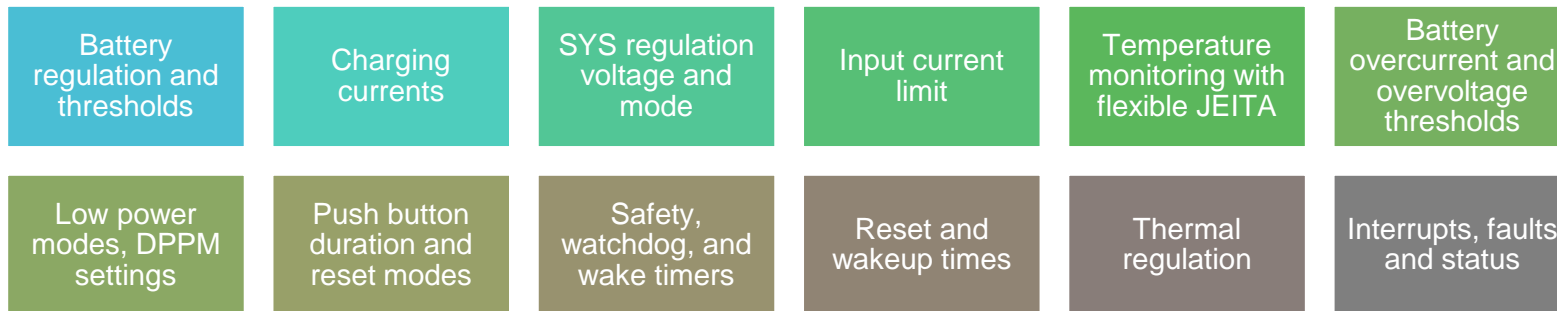 Battery
regulation and
thresholds
Charging
currents
SYS regulation
voltage and
mode
Input current
limit
Temperature
monitoring with
flexible JEITA
Battery
overcurrent and
overvoltage
thresholds
Low power
modes, DPPM
settings
Push button
duration and
reset modes
Safety,
watchdog, and
wake timers
Reset and
wakeup times
Thermal
regulation
Interrupts, faults
and status